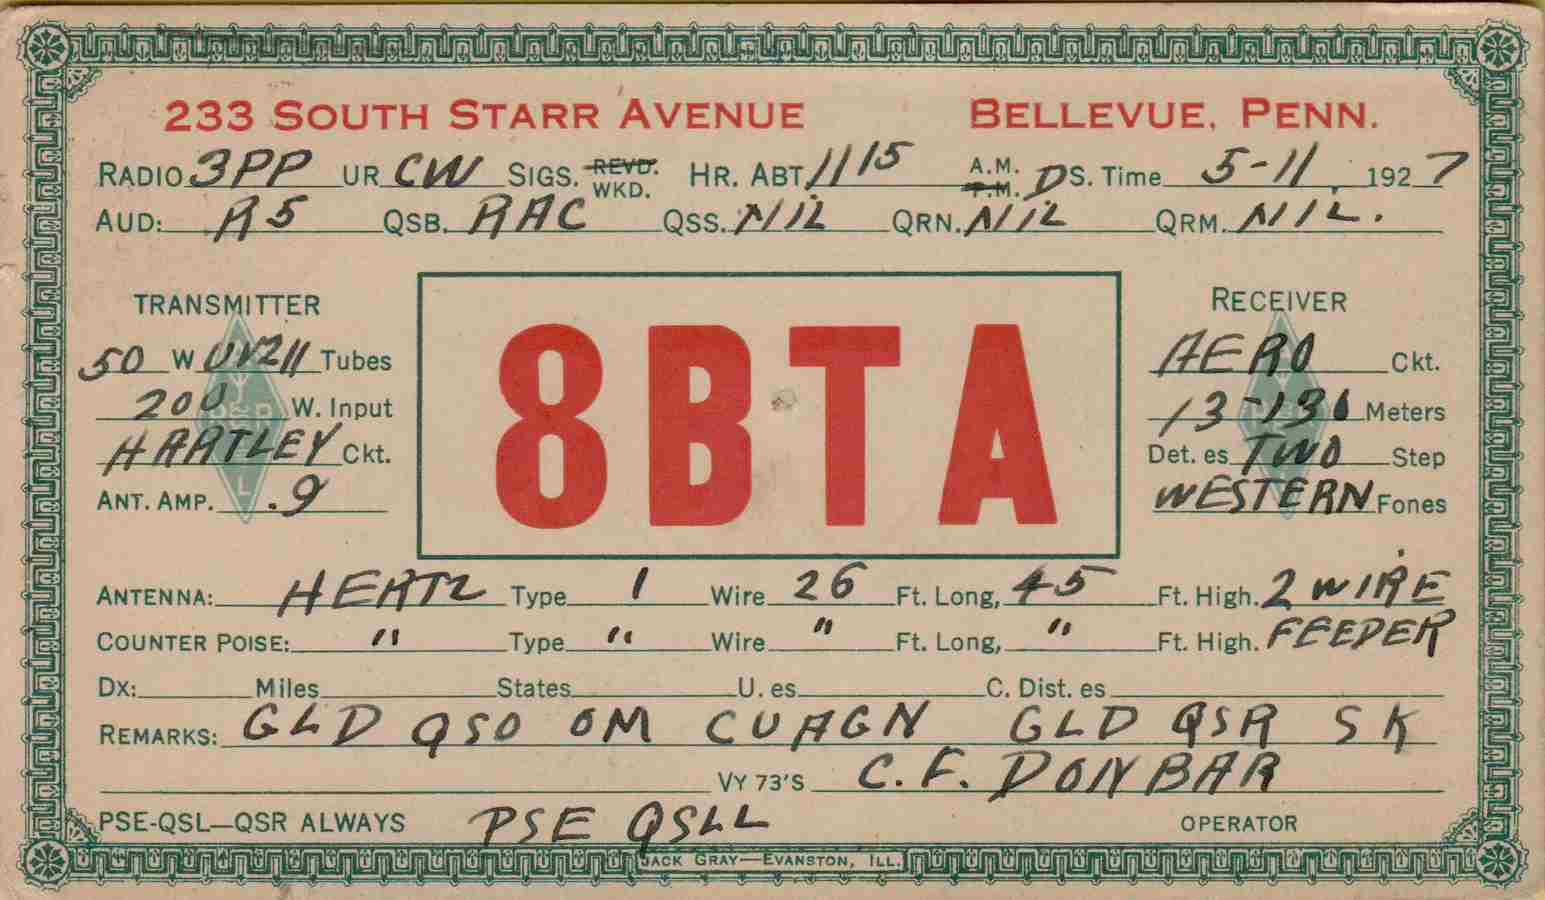 233 SOUTH STARR AVENUE BELLEVUE, PENN.
RADIO 3PP UR CW SIGS. REVD. WKD. HR. ABT 1115 A.M. P.M. DS. Time 5-11, 1927
AUD: R5 QSB. RAC QSS. NIL QRN. NIL QRM. NIL.
TRANSMITTER
50 W UV211 Tubes
200 W. Input
HARTLEY Ckt.
ANT. AMP. .9
8BTA
RECEIVER
AERO Ckt.
13-130 Meters
Det. es TWO Step
WESTERN Fones
ANTENNA: HERTZ Type 1 Wire 26 Ft. Long, 45 Ft. High. 2 WIRE
COUNTER POISE: " Type " Wire " Ft. Long, " Ft. High. FEEDER
DX: Miles States U. es C. Dist. es
REMARKS: GLD QSO OM CUAGN GLD QSR SK
VY 73'S C. F. DONBAR
PSE-QSL—QSR ALWAYS PSE QSLL OPERATOR
JACK GRAY—EVANSTON, ILL.